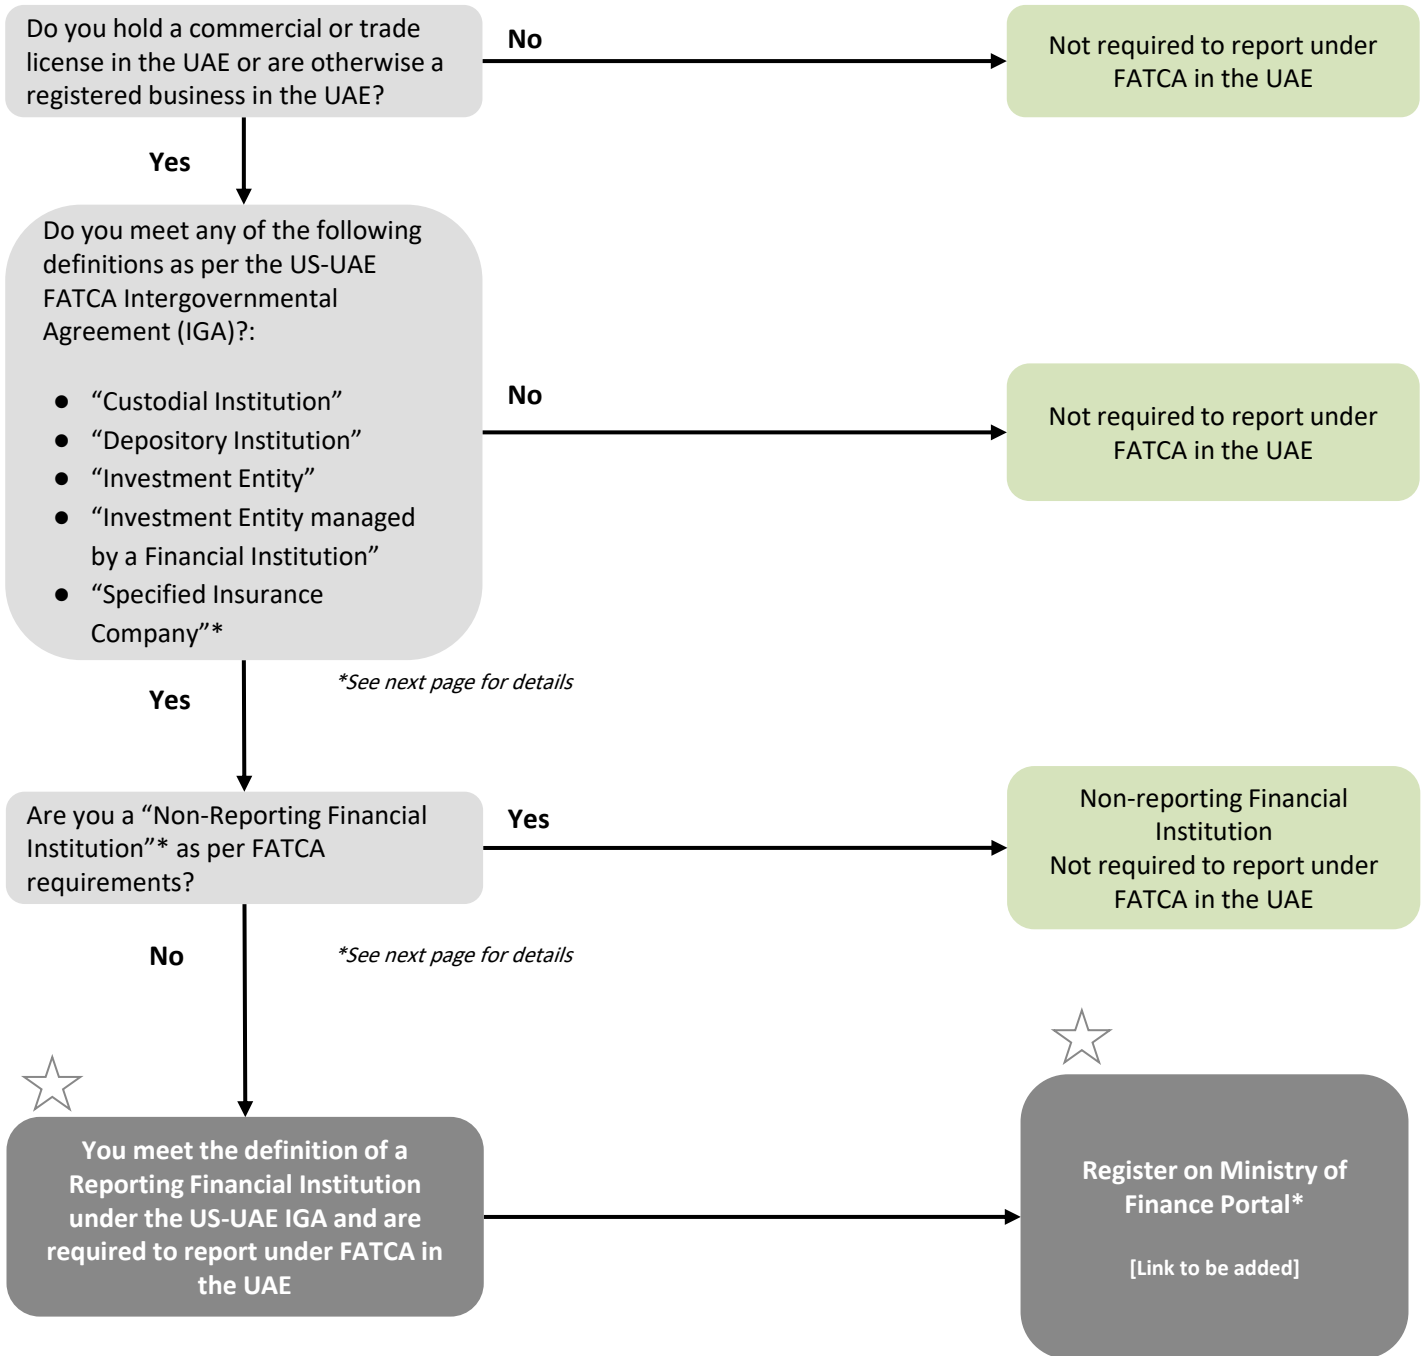 Do you hold a commercial or trade
license in the UAE or are otherwise a
registered business in the UAE?
No
Not required to report under
FATCA in the UAE
Yes
Do you meet any of the following
definitions as per the US-UAE
FATCA Intergovernmental
Agreement (IGA)?:
● “Custodial Institution”
● “Depository Institution”
● “Investment Entity”
● “Investment Entity managed
by a Financial Institution”
● “Specified Insurance
Company”*
No
Not required to report under
FATCA in the UAE
*See next page for details
Yes
Are you a “Non-Reporting Financial
Institution”* as per FATCA
requirements?
Yes
Non-reporting Financial
Institution
Not required to report under
FATCA in the UAE
No
*See next page for details
You meet the definition of a
Reporting Financial Institution
under the US-UAE IGA and are
required to report under FATCA in
the UAE
Register on Ministry of
Finance Portal*
[Link to be added]